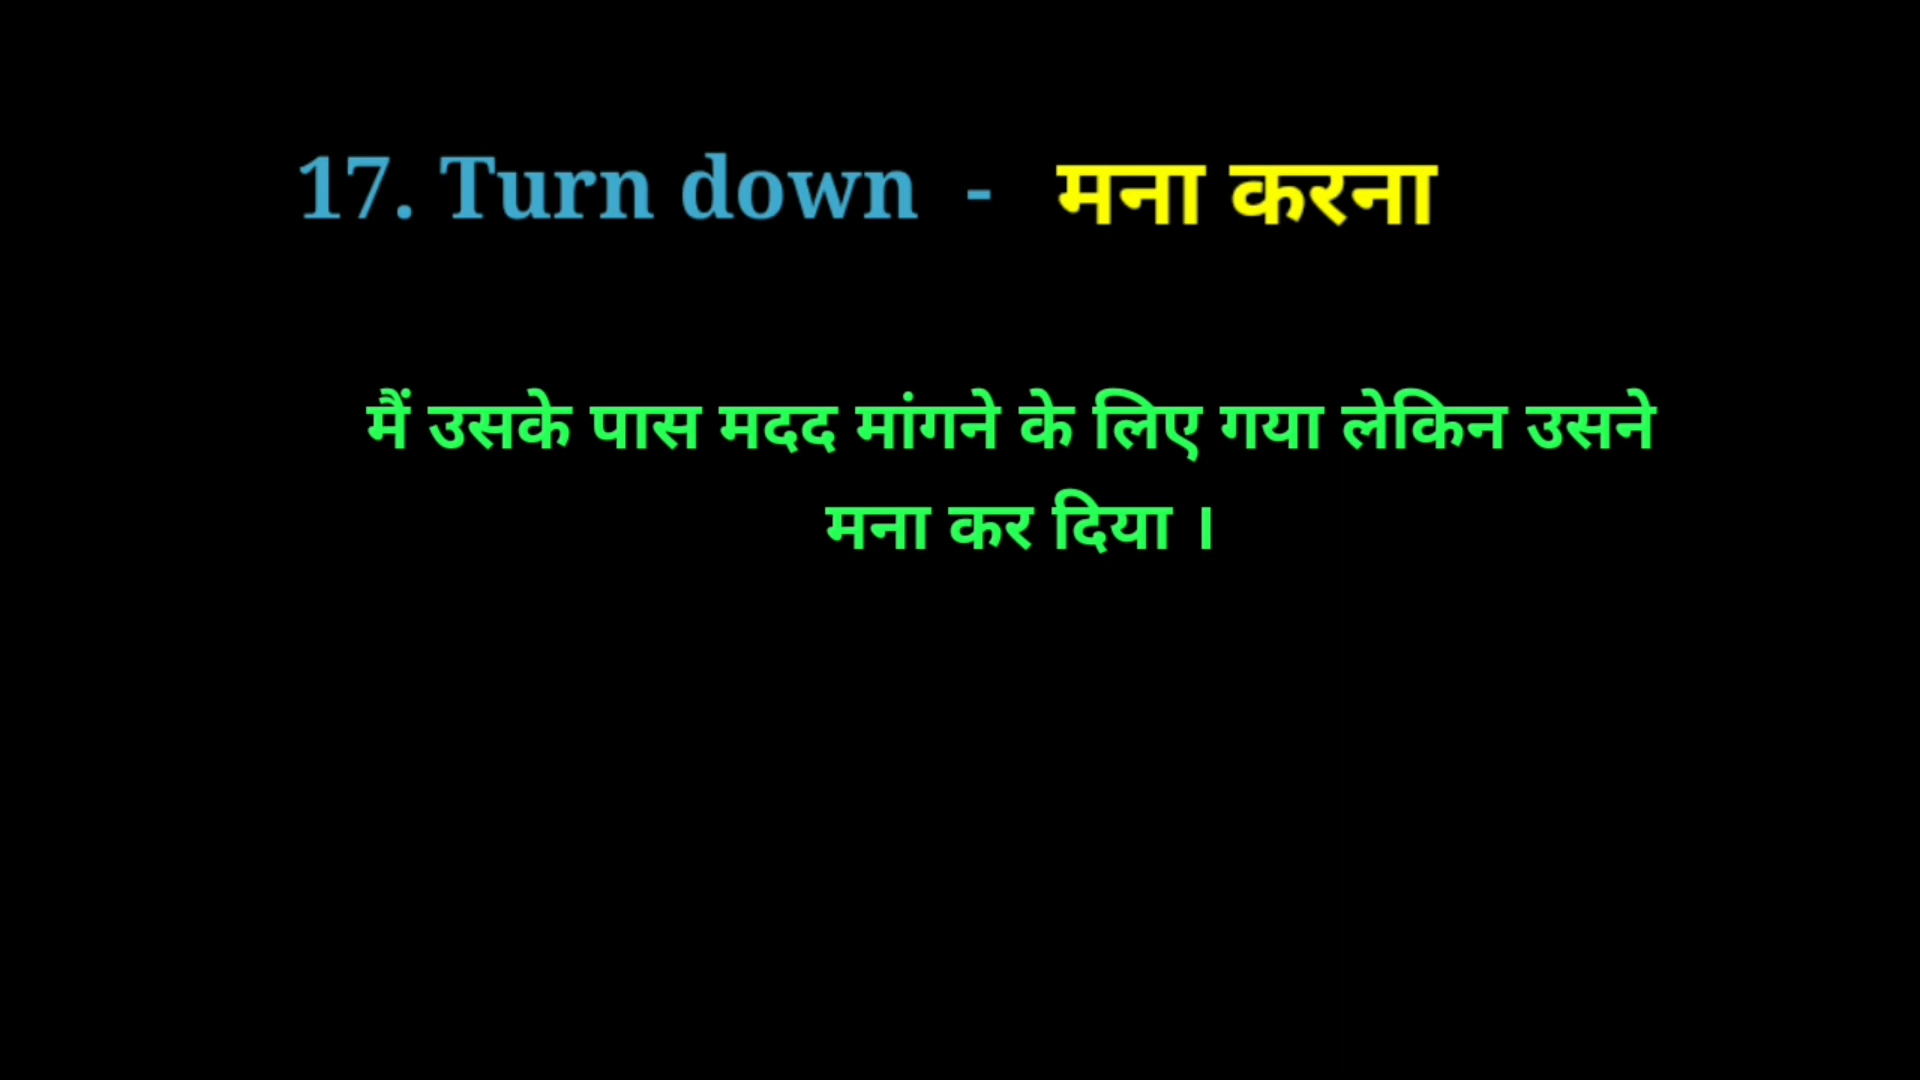 17. Turn down - मना करना
मैं उसके पास मदद मांगने के लिए गया लेकिन उसने
मना कर दिया ।